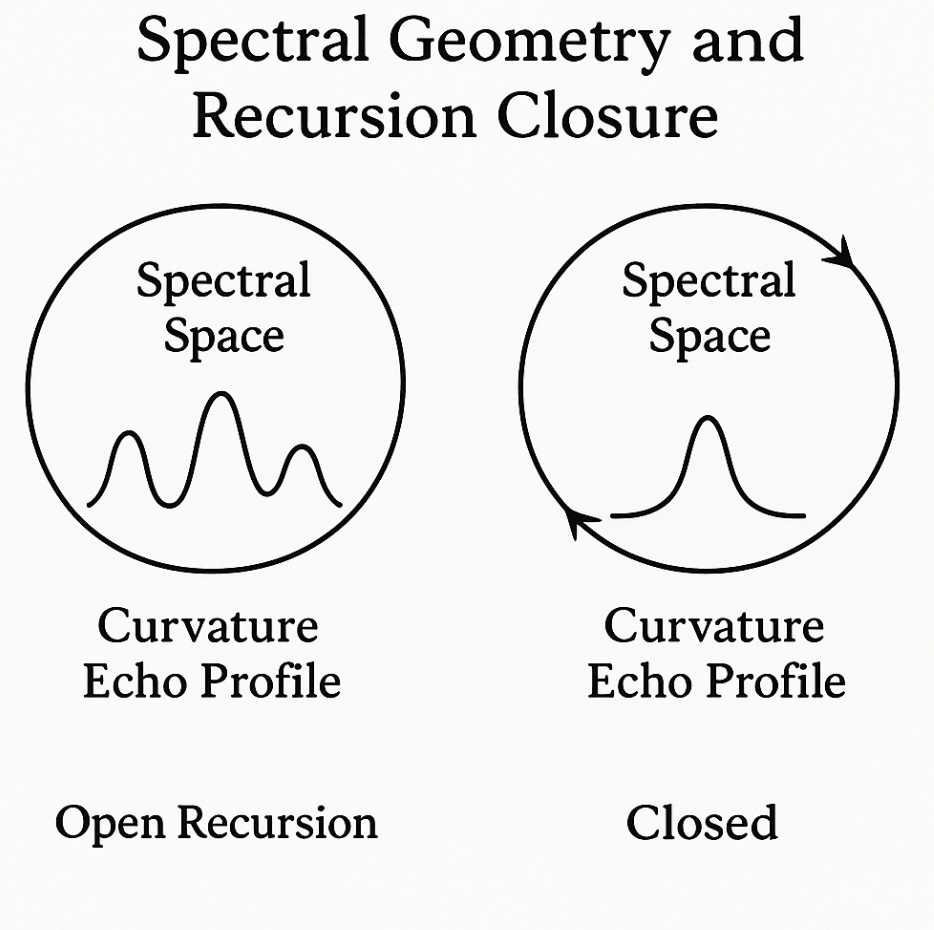 Spectral Geometry and
Recursion Closure
Spectral
Space
Curvature
Echo Profile
Open Recursion
Spectral
Space
Curvature
Echo Profile
Closed